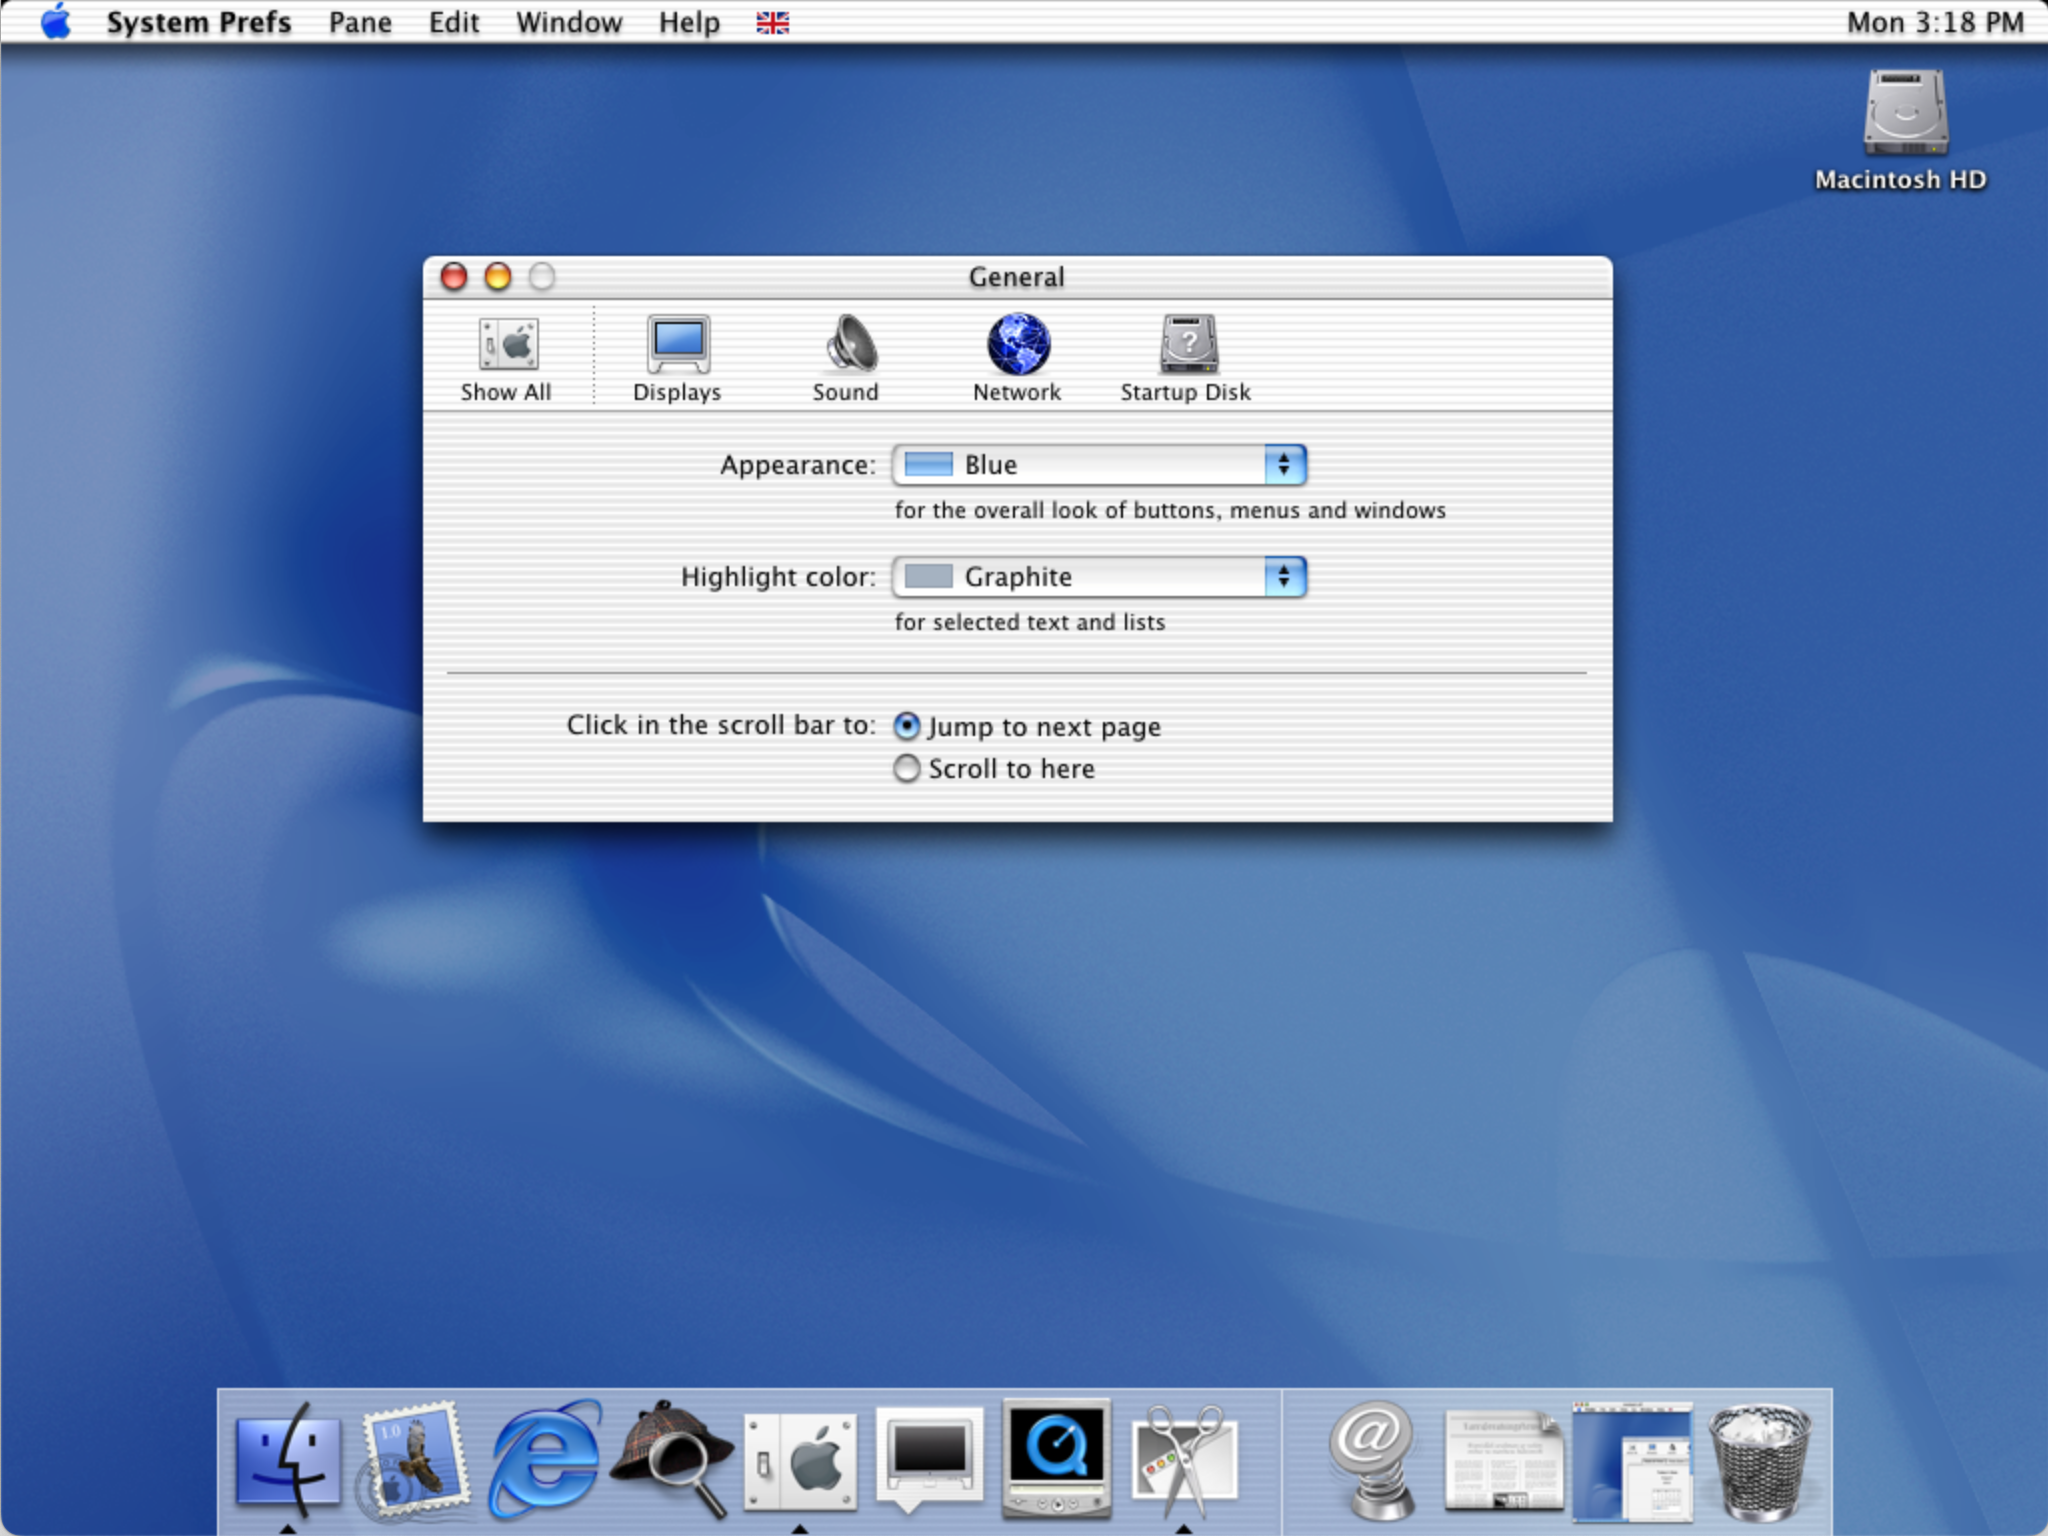 System Prefs Pane Edit Window Help Mon 3:18 PM
Macintosh HD
General
Show All Displays Sound Network Startup Disk
Appearance: Blue
for the overall look of buttons, menus and windows
Highlight color: Graphite
for selected text and lists
Click in the scroll bar to: Jump to next page
Scroll to here
1.0
@